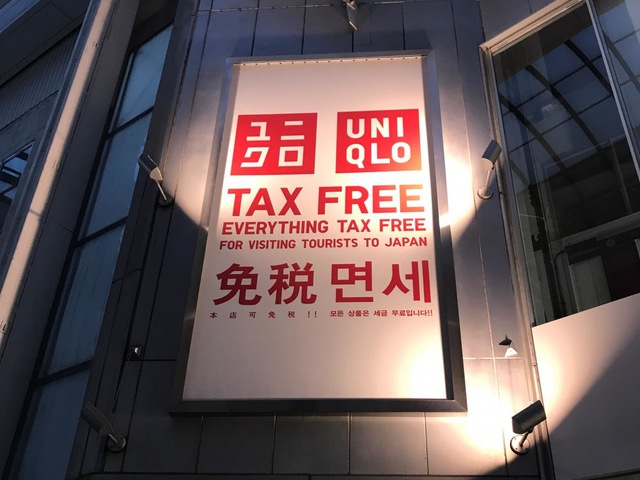 ユニ
クロ
UNI
QLO
TAX FREE
EVERYTHING TAX FREE
FOR VISITING TOURISTS TO JAPAN
免税 면세
本店可免税!! 모든 상품은 세금 무료입니다!!